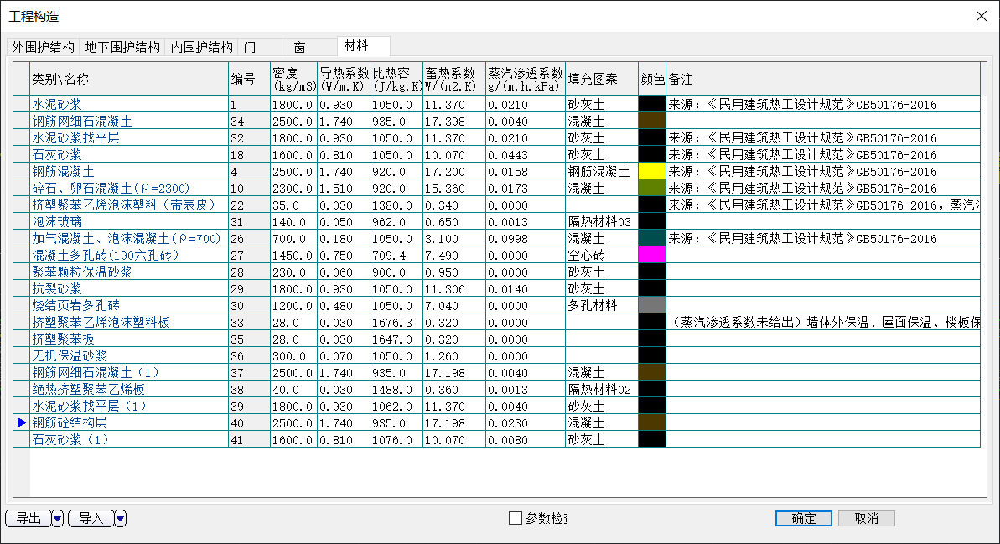 工程构造
外围护结构 地下围护结构 内围护结构 门 窗 材料
类别\名称 编号 密度(kg/m3) 导热系数(W/m.K) 比热容(J/kg.K) 蓄热系数W/(m2.K) 蒸汽渗透系数g/(m.h.kPa) 填充图案 颜色 备注
水泥砂浆 1 1800.0 0.930 1050.0 11.370 0.0210 砂灰土 来源：《民用建筑热工设计规范》GB50176-2016
钢筋网细石混凝土 34 2500.0 1.740 935.0 17.398 0.0040 混凝土
水泥砂浆找平层 32 1800.0 0.930 1050.0 11.370 0.0210 砂灰土 来源：《民用建筑热工设计规范》GB50176-2016
石灰砂浆 18 1600.0 0.810 1050.0 10.070 0.0443 砂灰土 来源：《民用建筑热工设计规范》GB50176-2016
钢筋混凝土 4 2500.0 1.740 920.0 17.200 0.0158 钢筋混凝土 来源：《民用建筑热工设计规范》GB50176-2016
碎石、卵石混凝土(ρ=2300) 10 2300.0 1.510 920.0 15.360 0.0173 混凝土 来源：《民用建筑热工设计规范》GB50176-2016
挤塑聚苯乙烯泡沫塑料（带表皮） 22 35.0 0.030 1380.0 0.340 0.0000 来源：《民用建筑热工设计规范》GB50176-2016，蒸汽
泡沫玻璃 31 140.0 0.050 962.0 0.650 0.0013 隔热材料03
加气混凝土、泡沫混凝土(ρ=700) 26 700.0 0.180 1050.0 3.100 0.0998 混凝土 来源：《民用建筑热工设计规范》GB50176-2016
混凝土多孔砖(190六孔砖) 27 1450.0 0.750 709.4 7.490 0.0000 空心砖
聚苯颗粒保温砂浆 28 230.0 0.060 900.0 0.950 0.0000 砂灰土
抗裂砂浆 29 1800.0 0.930 1050.0 11.306 0.0140 砂灰土
烧结页岩多孔砖 30 1200.0 0.480 1050.0 7.040 0.0000 多孔材料
挤塑聚苯乙烯泡沫塑料板 33 28.0 0.030 1676.3 0.320 0.0000 （蒸汽渗透系数未给出）墙体外保温、屋面保温、楼板保
挤塑聚苯板 35 28.0 0.030 1647.0 0.320 0.0000
无机保温砂浆 36 300.0 0.070 1050.0 1.260 0.0000
钢筋网细石混凝土（1） 37 2500.0 1.740 935.0 17.198 0.0040 混凝土
绝热挤塑聚苯乙烯板 38 40.0 0.030 1488.0 0.360 0.0013 隔热材料02
水泥砂浆找平层（1） 39 1800.0 0.930 1062.0 11.370 0.0040 砂灰土
钢筋砼结构层 40 2500.0 1.740 935.0 17.198 0.0230 混凝土
石灰砂浆（1） 41 1600.0 0.810 1076.0 10.070 0.0080 砂灰土
导出 导入 参数检查 确定 取消